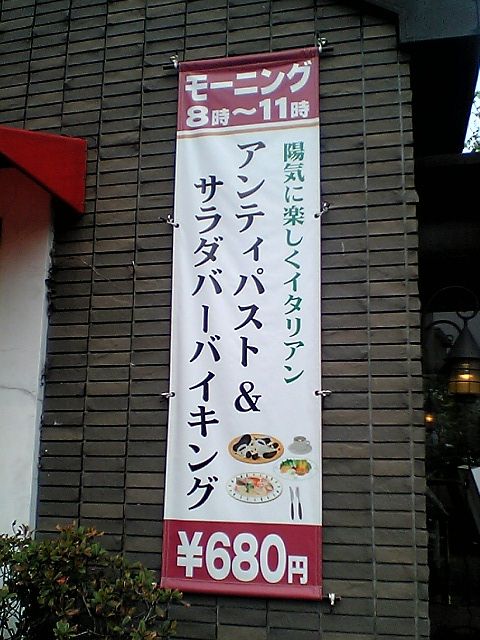 モーニング
8時～11時
陽気に楽しくイタリアン
アンティパスト&
サラダバーバイキング
¥680円